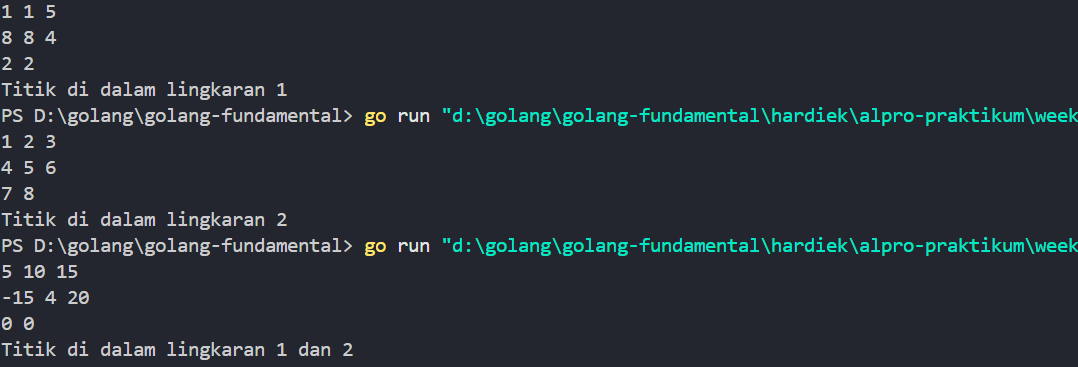 1 1 5
8 8 4
2 2
Titik di dalam lingkaran 1
PS D:\golang\golang-fundamental> go run "d:\golang\golang-fundamental\hardiek\alpro-praktikum\week
1 2 3
4 5 6
7 8
Titik di dalam lingkaran 2
PS D:\golang\golang-fundamental> go run "d:\golang\golang-fundamental\hardiek\alpro-praktikum\week
5 10 15
-15 4 20
0 0
Titik di dalam lingkaran 1 dan 2